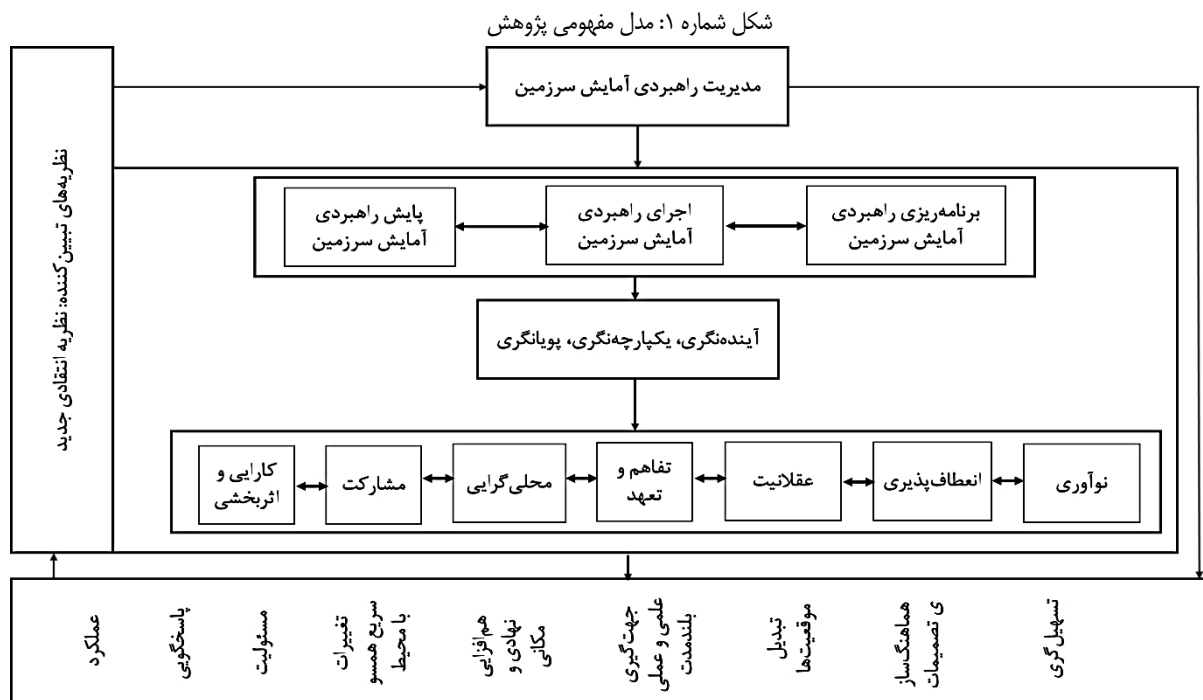 شکل شماره ۱: مدل مفهومی پژوهش
مدیریت راهبردی آمایش سرزمین
نظریه‌های تبیین کننده: نظریه انتقادی جدید
برنامه‌ریزی راهبردی
آمایش سرزمین
اجرای راهبردی
آمایش سرزمین
پایش راهبردی
آمایش سرزمین
آینده‌نگری، یکپارچه‌نگری، پویانگری
نوآوری
انعطاف‌پذیری
عقلانیت
تفاهم و
تعهد
محلی‌گرایی
مشارکت
کارایی و
اثربخشی
تسهیل‌گری
هماهنگ‌ساز
ی تصمیمات
تبدیل
موقعیت‌ها
جهت‌گیری
علمی و عملی
بلندمدت
هم‌افزایی
نهادی و
مکانی
تغییرات
سریع همسو
با محیط
مسئولیت
پاسخگویی
عملکرد